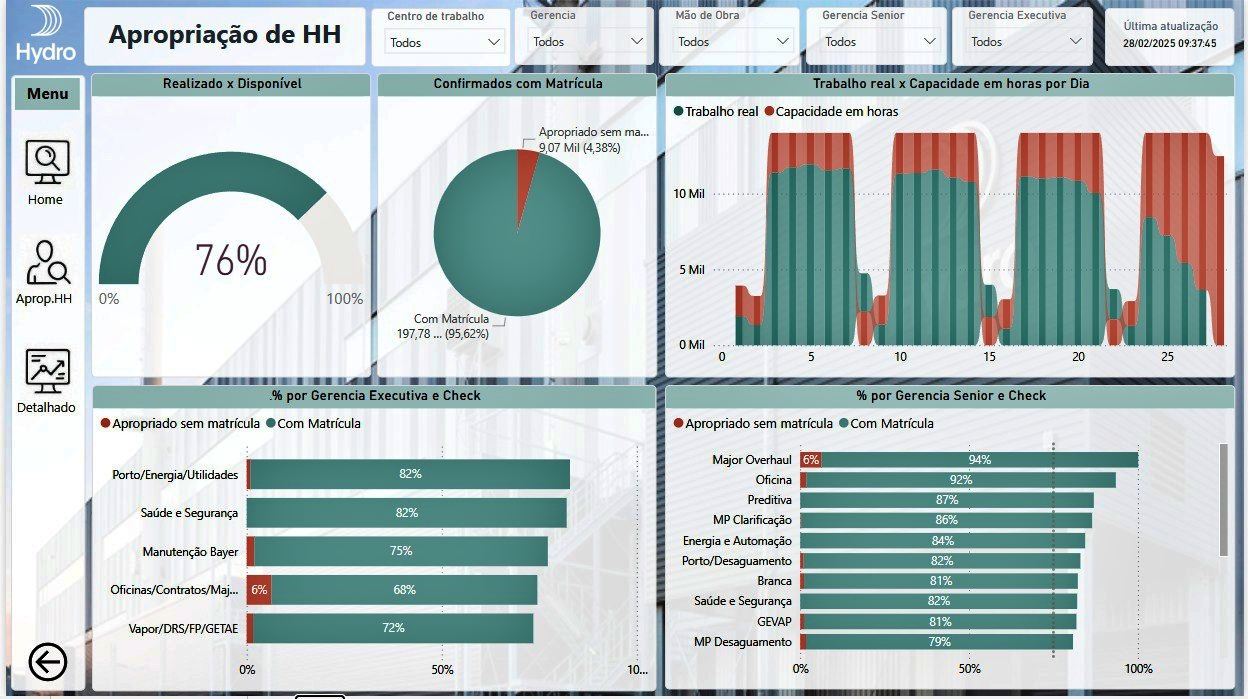 Hydro
Apropriação de HH
Centro de trabalho
Todos
Gerencia
Todos
Mão de Obra
Todos
Gerencia Senior
Todos
Gerencia Executiva
Todos
Última atualização
28/02/2025 09:37:45
Menu
Home
Aprop.HH
Detalhado
Realizado x Disponível
76%
0%
100%
Confirmados com Matrícula
Apropriado sem ma...
9,07 Mil (4,38%)
Com Matrícula
197,78 ... (95,62%)
Trabalho real x Capacidade em horas por Dia
Trabalho real Capacidade em horas
10 Mil
5 Mil
0 Mil
0 5 10 15 20 25
.% por Gerencia Executiva e Check
Apropriado sem matrícula Com Matrícula
Porto/Energia/Utilidades 82%
Saúde e Segurança 82%
Manutenção Bayer 75%
Oficinas/Contratos/Maj... 6% 68%
Vapor/DRS/FP/GETAE 72%
0% 50% 10...
% por Gerencia Senior e Check
Apropriado sem matrícula Com Matrícula
Major Overhaul 6% 94%
Oficina 92%
Preditiva 87%
MP Clarificação 86%
Energia e Automação 84%
Porto/Desaguamento 82%
Branca 81%
Saúde e Segurança 82%
GEVAP 81%
MP Desaguamento 79%
0% 50% 100%